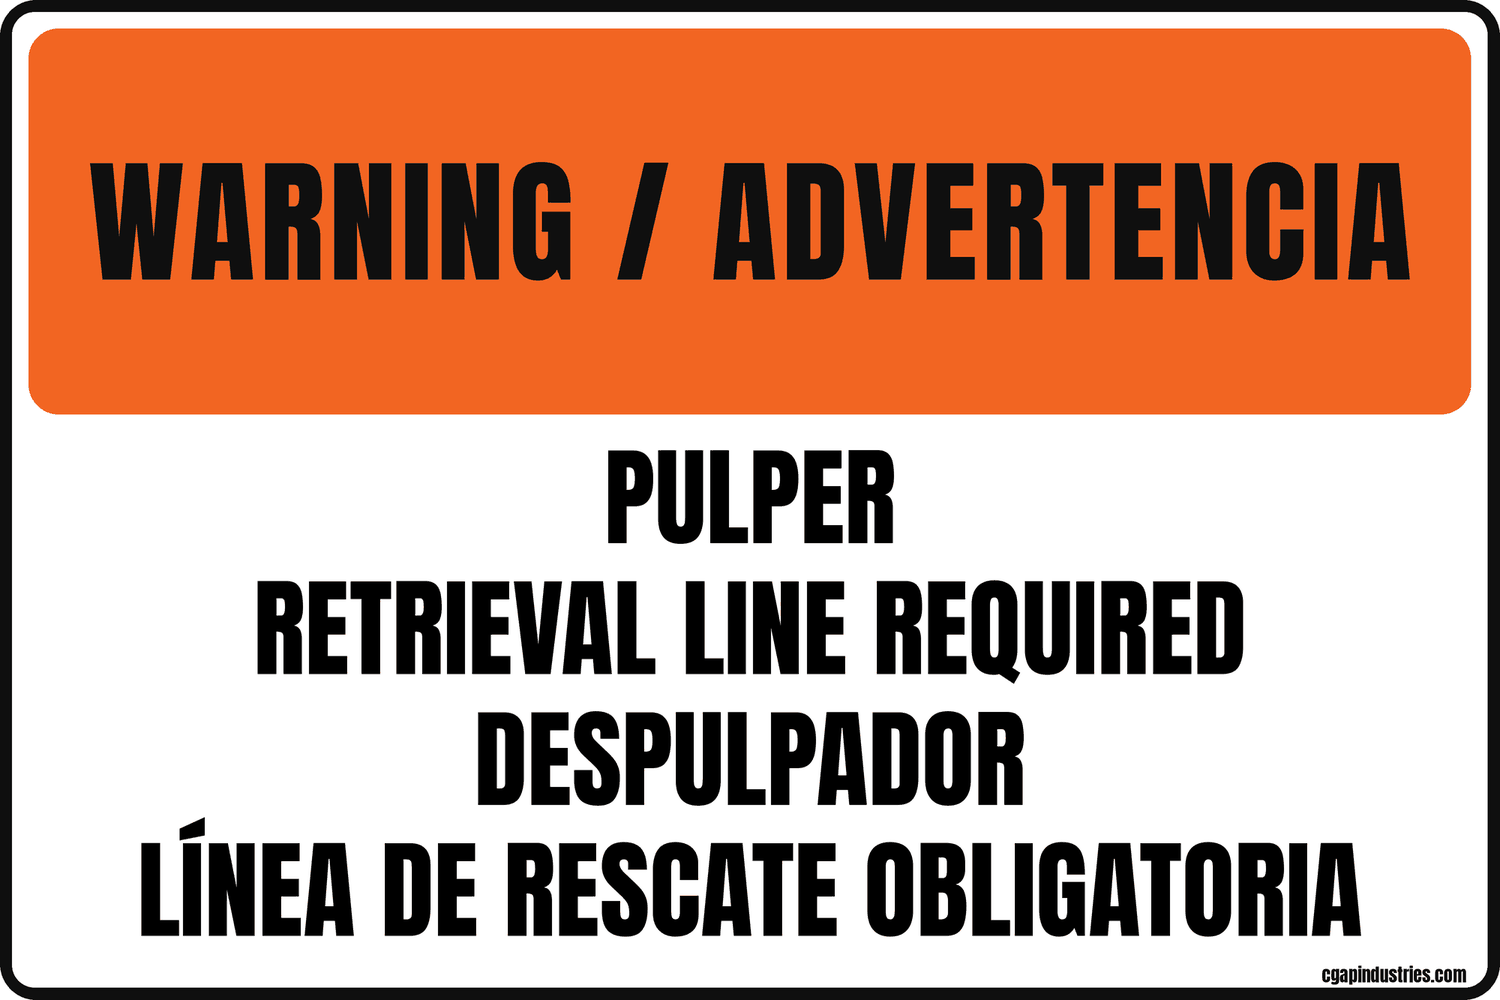 WARNING / ADVERTENCIA
PULPER
RETRIEVAL LINE REQUIRED
DESPULPADOR
LÍNEA DE RESCATE OBLIGATORIA
cgapindustries.com